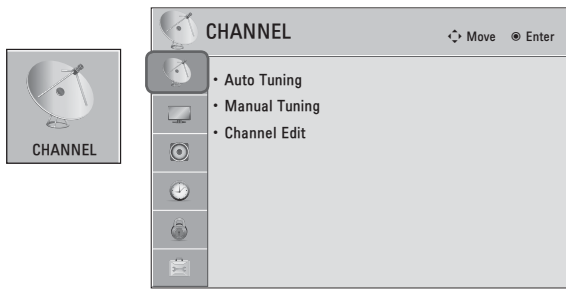 CHANNEL
CHANNEL Move Enter
• Auto Tuning
• Manual Tuning
• Channel Edit